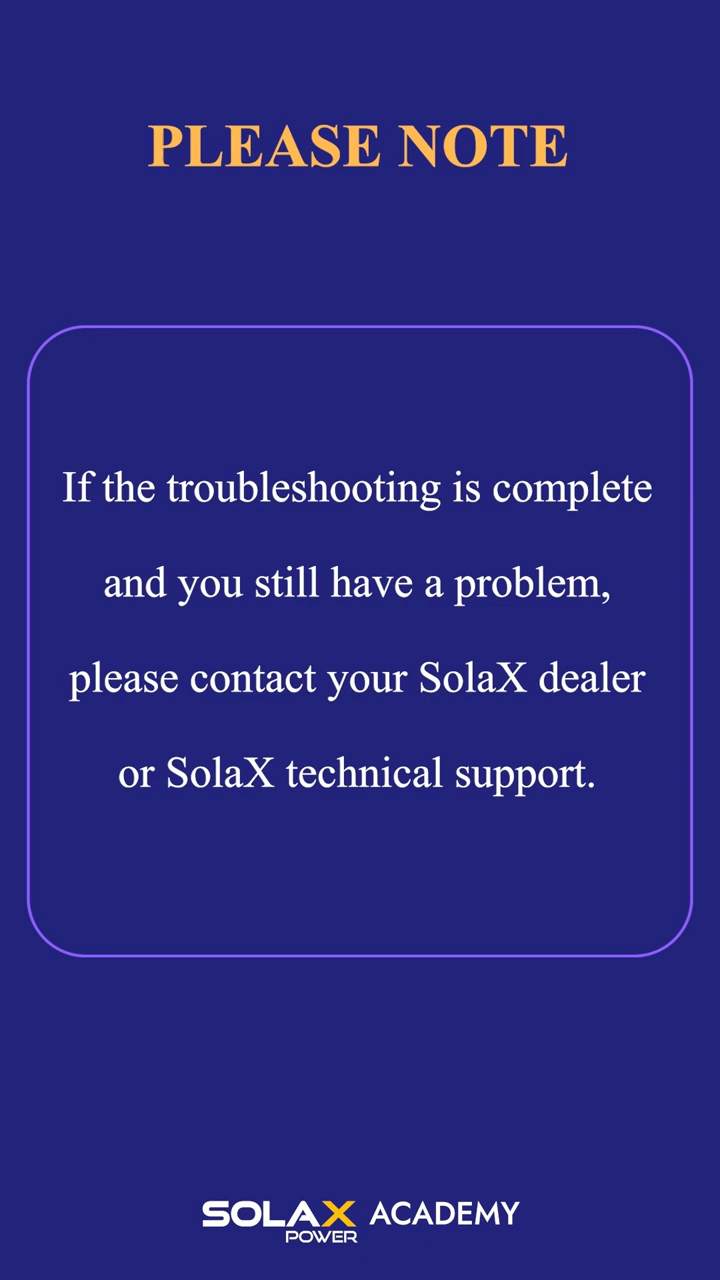 PLEASE NOTE
If the troubleshooting is complete
and you still have a problem,
please contact your SolaX dealer
or SolaX technical support.
SOLAX ACADEMY
POWER